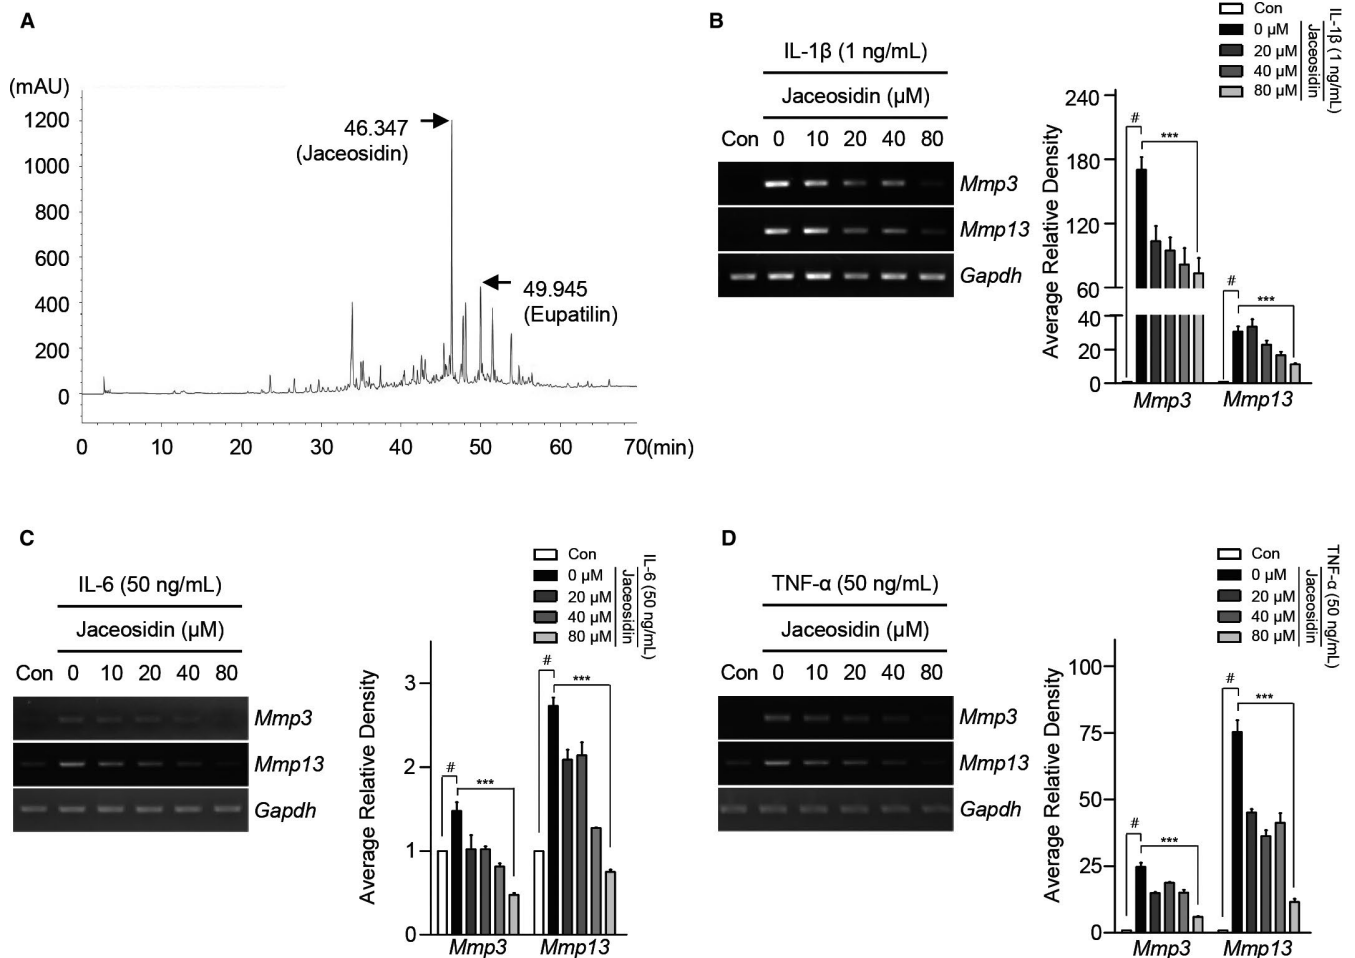 A
(mAU)
1200
1000
800
600
400
200
0
46.347
(Jaceosidin)
49.945
(Eupatilin)
0 10 20 30 40 50 60 70(min)
B
IL-1β (1 ng/mL)
Jaceosidin (µM)
Con 0 10 20 40 80
Mmp3
Mmp13
Gapdh
Con
0 µM
20 µM
40 µM
80 µM
Jaceosidin
IL-1β (1 ng/mL)
Average Relative Density
240
180
120
60
40
20
0
# ***
# ***
Mmp3 Mmp13
C
IL-6 (50 ng/mL)
Jaceosidin (µM)
Con 0 10 20 40 80
Mmp3
Mmp13
Gapdh
Con
0 µM
20 µM
40 µM
80 µM
Jaceosidin
IL-6 (50 ng/mL)
Average Relative Density
3
2
1
0
# ***
# ***
Mmp3 Mmp13
D
TNF-α (50 ng/mL)
Jaceosidin (µM)
Con 0 10 20 40 80
Mmp3
Mmp13
Gapdh
Con
0 µM
20 µM
40 µM
80 µM
Jaceosidin
TNF-α (50 ng/mL)
Average Relative Density
100
75
50
25
0
# ***
# ***
Mmp3 Mmp13